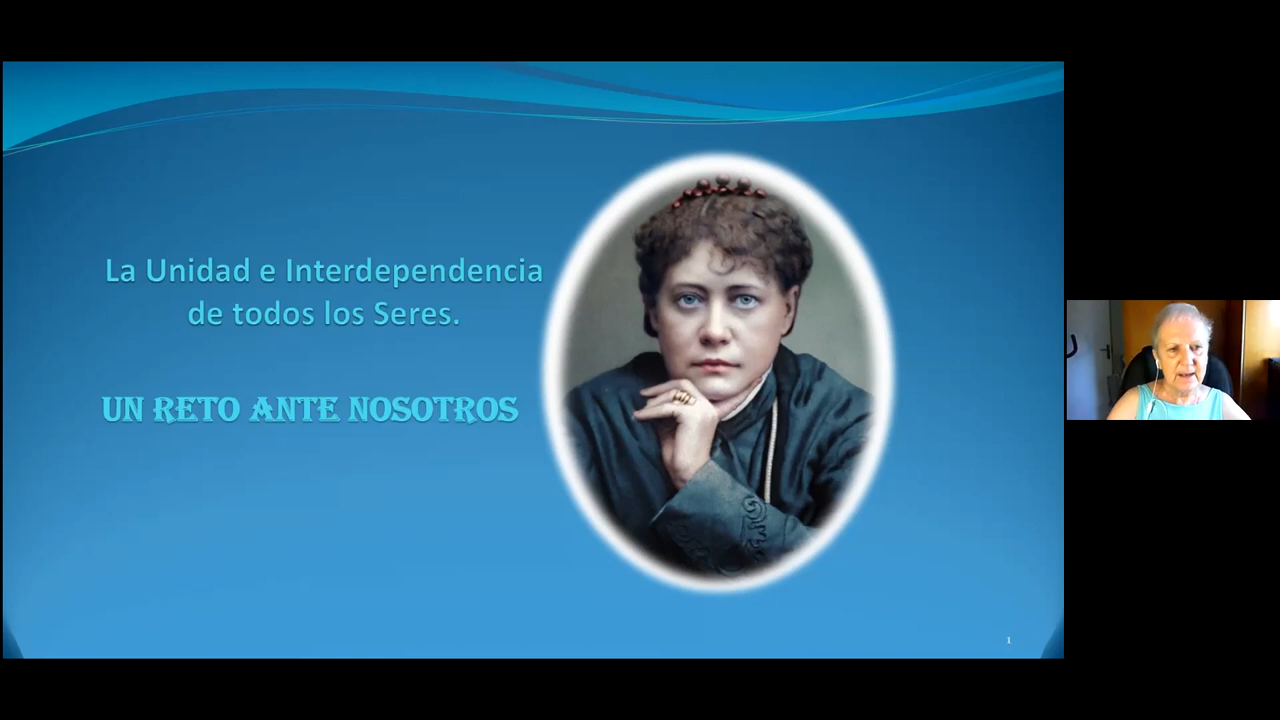 La Unidad e Interdependencia
de todos los Seres.
UN RETO ANTE NOSOTROS
1